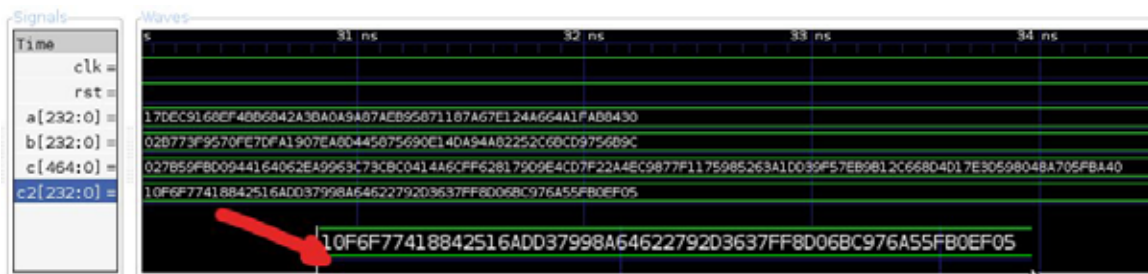 Signals
Waves
Time
s 31 ns 32 ns 33 ns 34 ns
clk =
rst =
a[232:0] = 17DEC9168EF4BB6842A3BA0A9A87AEB95871187A67E124A664A1FAB8430
b[232:0] = 02B773F9570FE7DFA1907EA8D445875690E14DA94A82252C6BCD9756B9C
c[464:0] = 027B59FBD0944164062EA9963C73CBC0414A6CFF628179D9E4CD7F22A4EC9877F1175985263A1DD39F57EB9B12C668D4D17E3D598048A705FBA40
c2[232:0] = 10F6F77418842516ADD37998A64622792D3637FF8D06BC976A55FB0EF05
10F6F77418842516ADD37998A64622792D3637FF8D06BC976A55FB0EF05